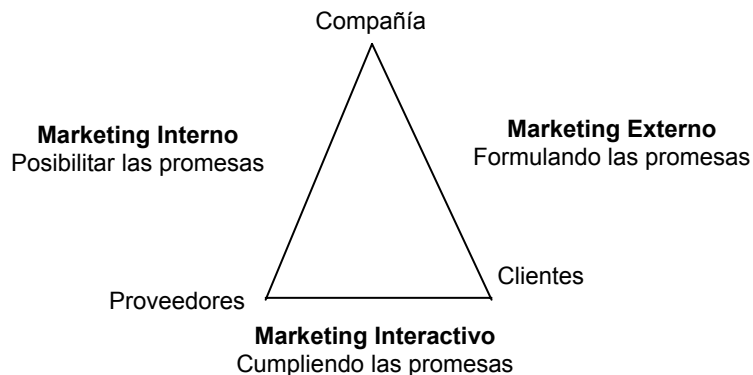 Compañía
Marketing Interno
Posibilitar las promesas
Marketing Externo
Formulando las promesas
Proveedores
Clientes
Marketing Interactivo
Cumpliendo las promesas